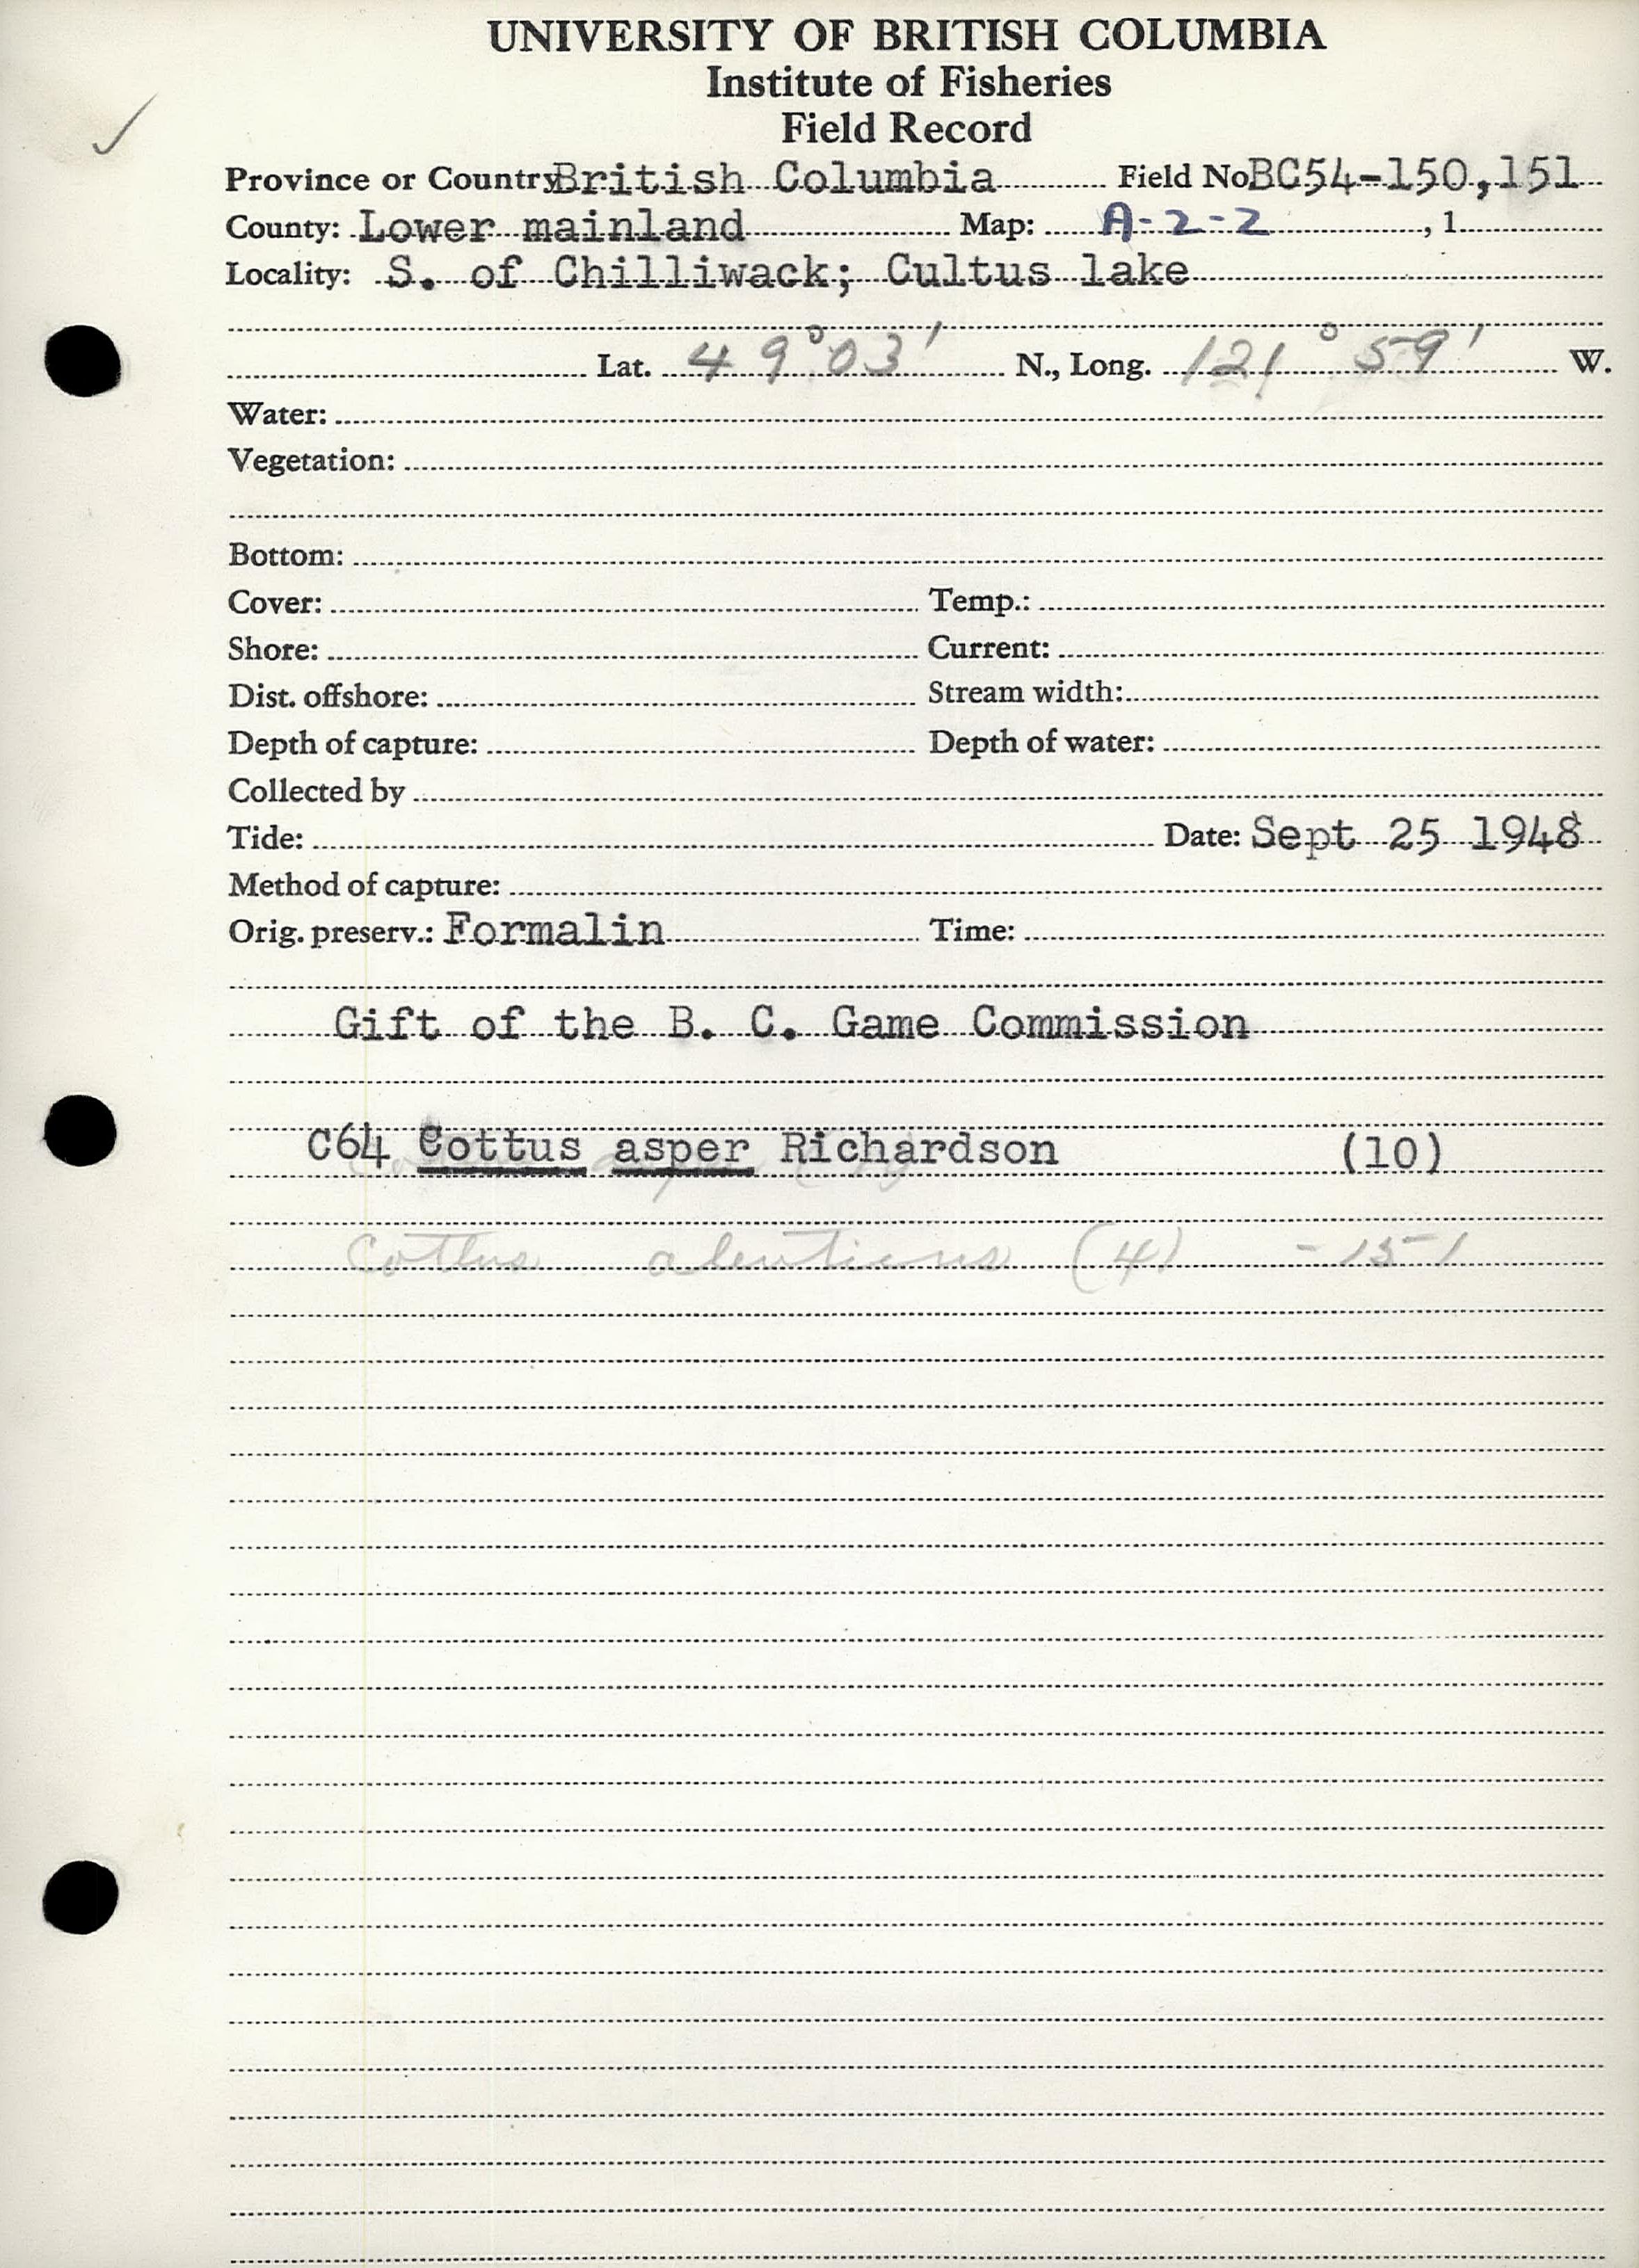 UNIVERSITY OF BRITISH COLUMBIA
Institute of Fisheries
Field Record
Province or Country British Columbia Field No BC54-150,151
County: Lower mainland Map: A-2-2, 1
Locality: S. of Chilliwack; Cultus lake
Lat. 49°03' N., Long. 121°59' W.
Water:
Vegetation:
Bottom:
Cover: Temp.:
Shore: Current:
Dist. offshore: Stream width:
Depth of capture: Depth of water:
Collected by
Tide: Date: Sept 25 1948
Method of capture:
Orig. preserv.: Formalin Time:
Gift of the B. C. Game Commission
C64 Cottus asper Richardson (10)
Cottus aleuticus (4) -151